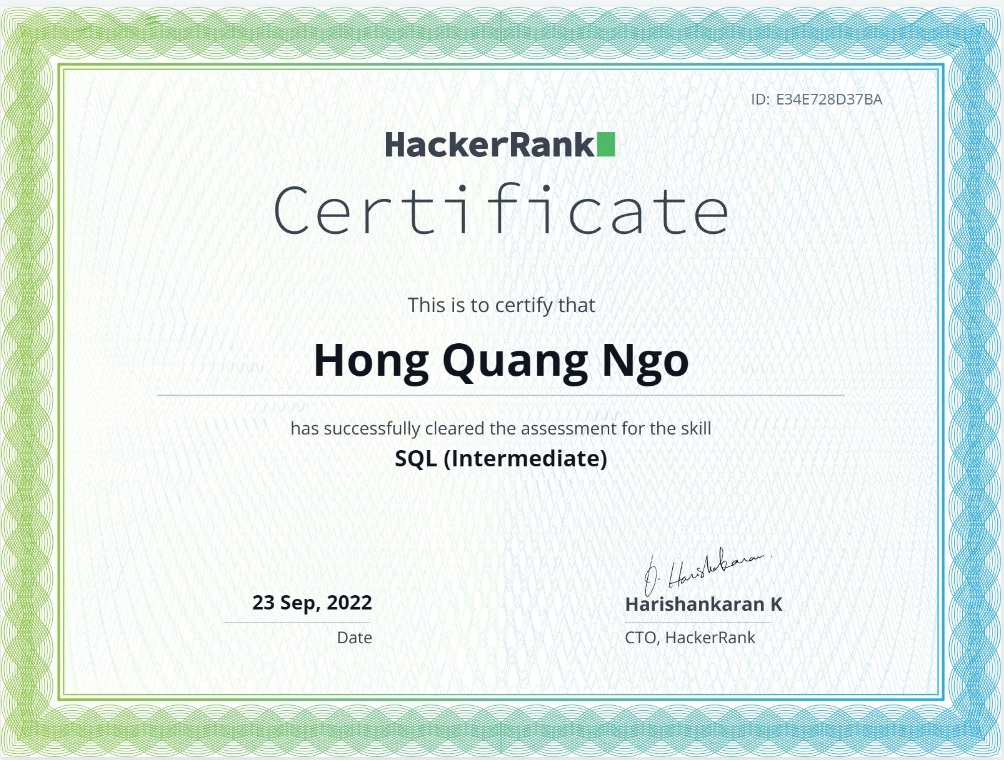 ID: E34E728D37BA
HackerRank
Certificate
This is to certify that
Hong Quang Ngo
has successfully cleared the assessment for the skill
SQL (Intermediate)
23 Sep, 2022
Date
Harishankaran K
CTO, HackerRank